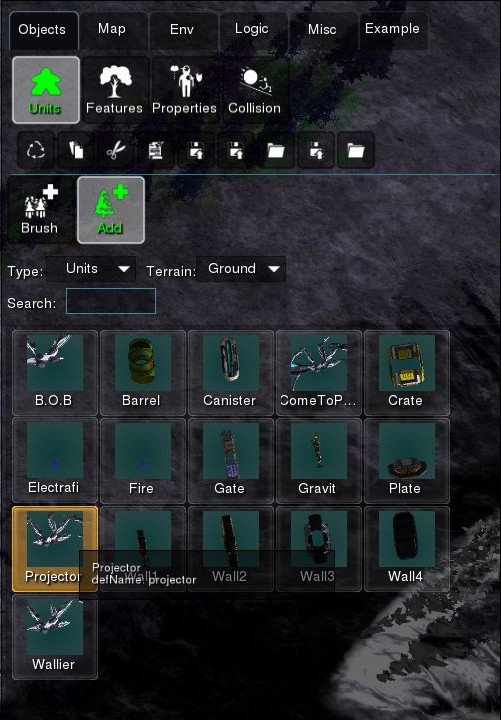 Objects Map Env Logic Misc Example
Units Features Properties Collision
Brush Add
Type: Units Terrain: Ground
Search:
B.O.B Barrel Canister ComeToP... Crate
Electrafi Fire Gate Gravit Plate
Projector Wall1 Wall2 Wall3 Wall4
Projector
defName: projector
Wallier